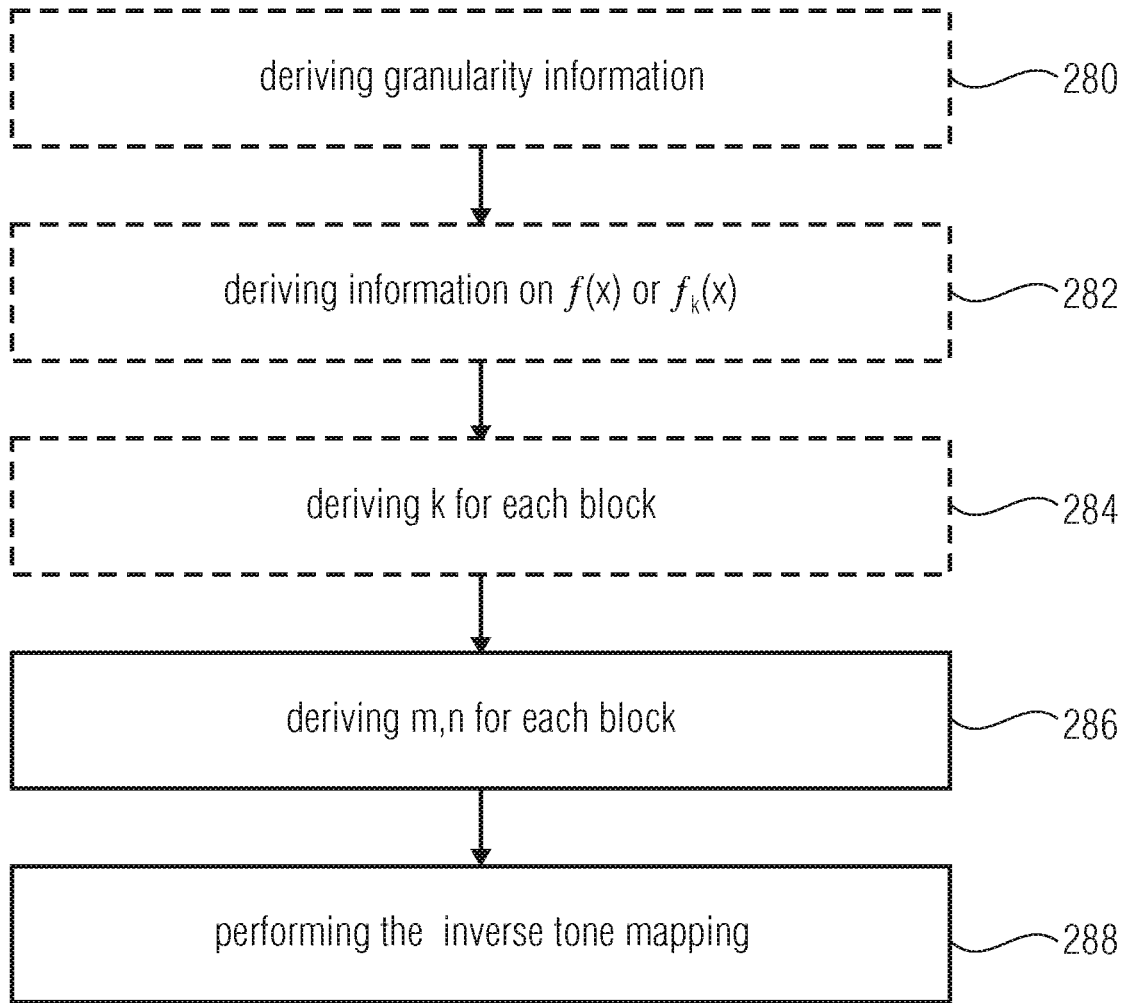 deriving granularity information
280
deriving information on f(x) or fk(x)
282
deriving k for each block
284
deriving m,n for each block
286
performing the inverse tone mapping
288